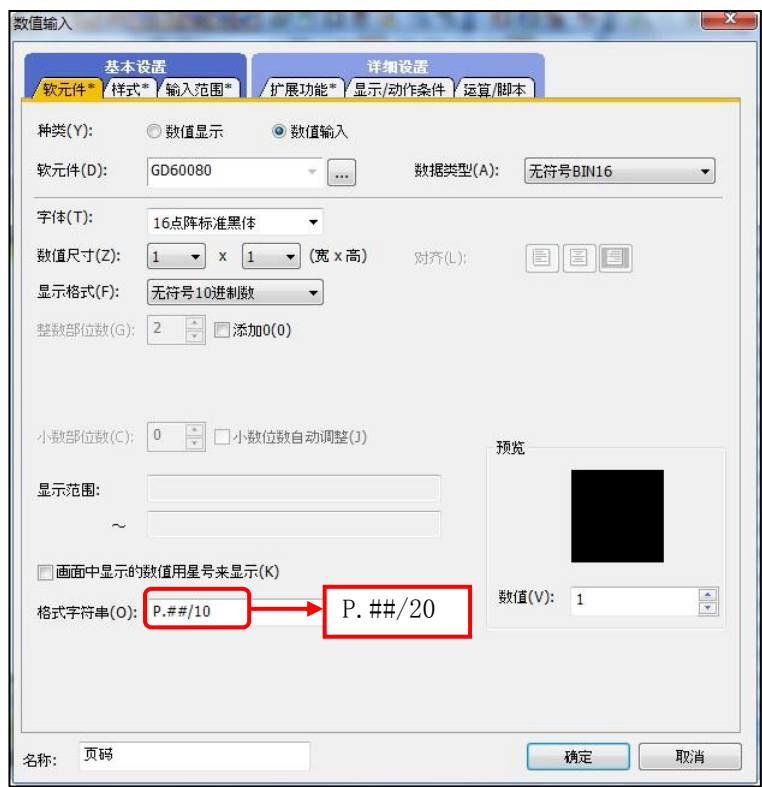 数值输入
基本设置 详细设置
软元件* 样式* 输入范围* 扩展功能* 显示/动作条件 运算/脚本
种类(Y): 数值显示 数值输入
软元件(D): GD60080 ... 数据类型(A): 无符号BIN16
字体(T): 16点阵标准黑体
数值尺寸(Z): 1 x 1 (宽 x 高) 对齐(L):
显示格式(F): 无符号10进制数
整数部位数(G): 2 添加0(0)
小数部位数(C): 0 小数位数自动调整(J)
预览
显示范围:
～
画面中显示的数值用星号来显示(K)
数值(V): 1
格式字符串(O): P.##/10 P.##/20
名称: 页码 确定 取消